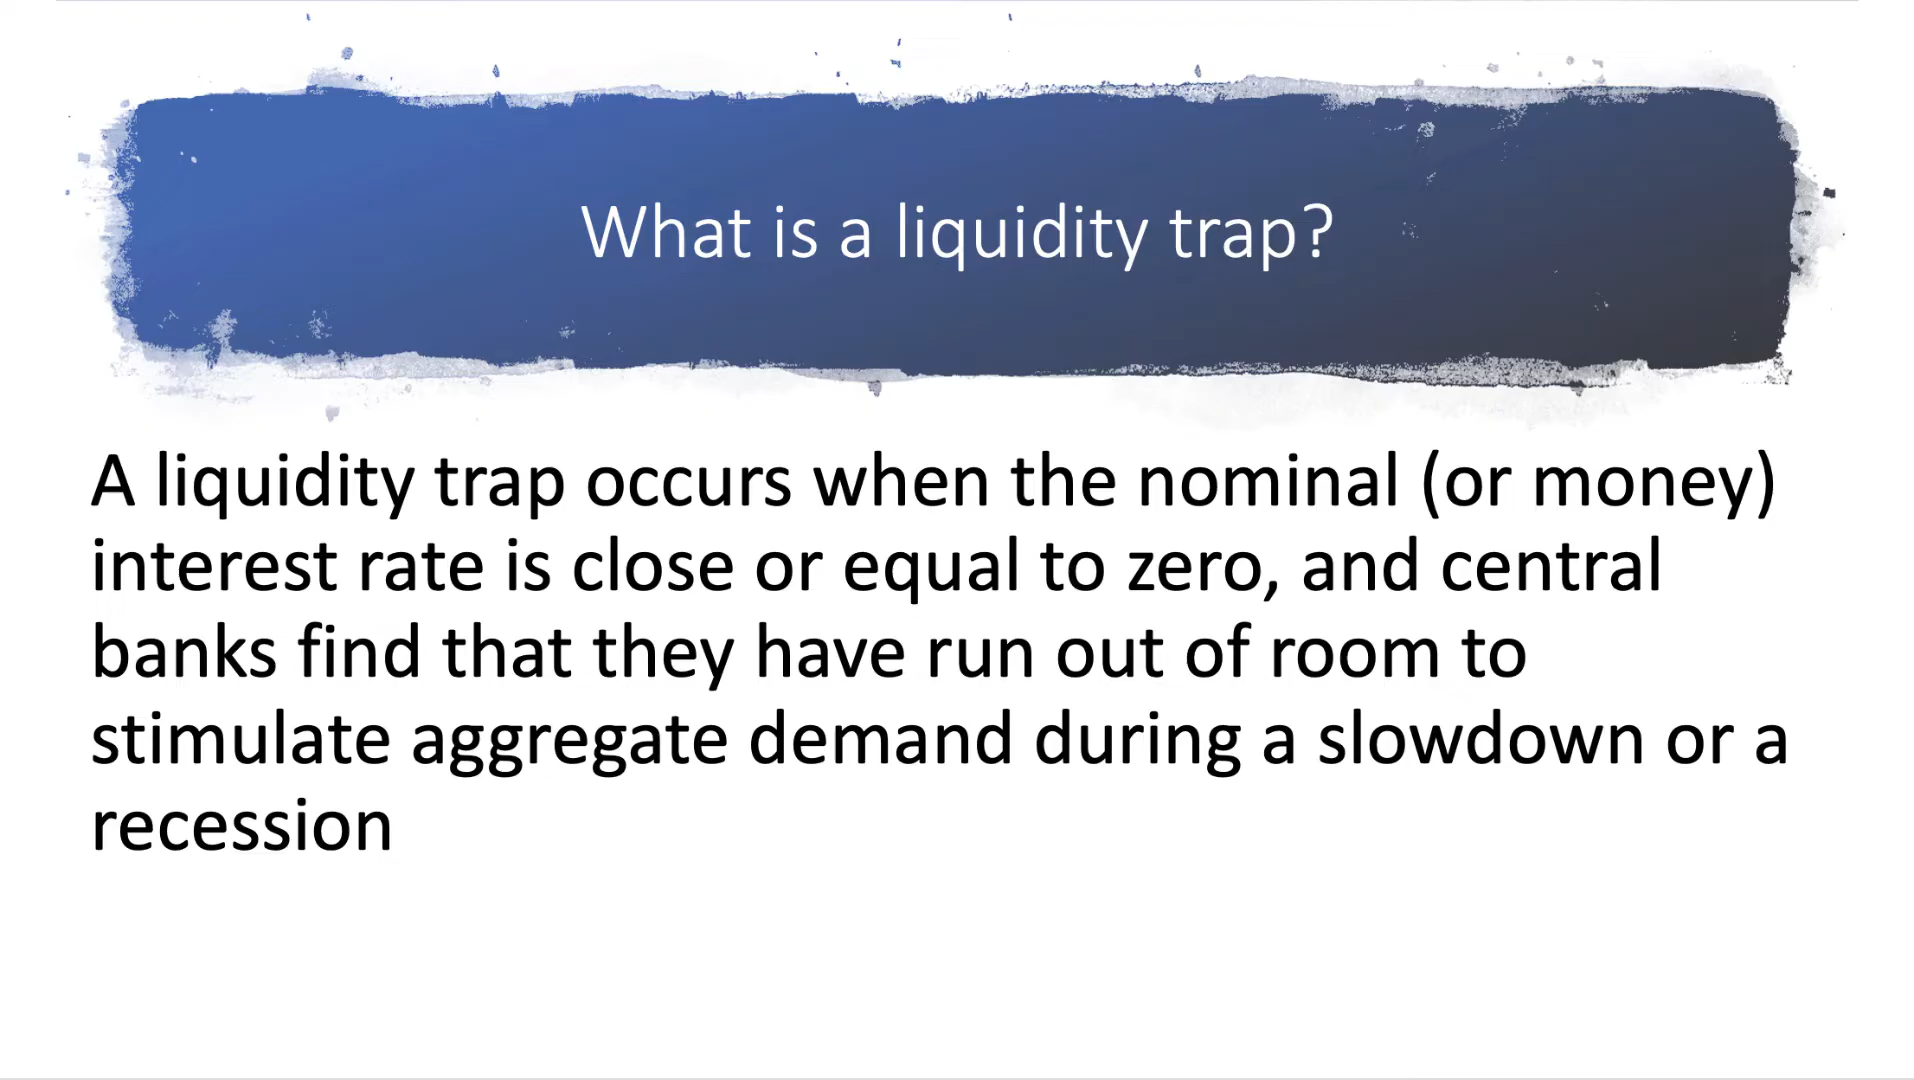 What is a liquidity trap?
A liquidity trap occurs when the nominal (or money)
interest rate is close or equal to zero, and central
banks find that they have run out of room to
stimulate aggregate demand during a slowdown or a
recession